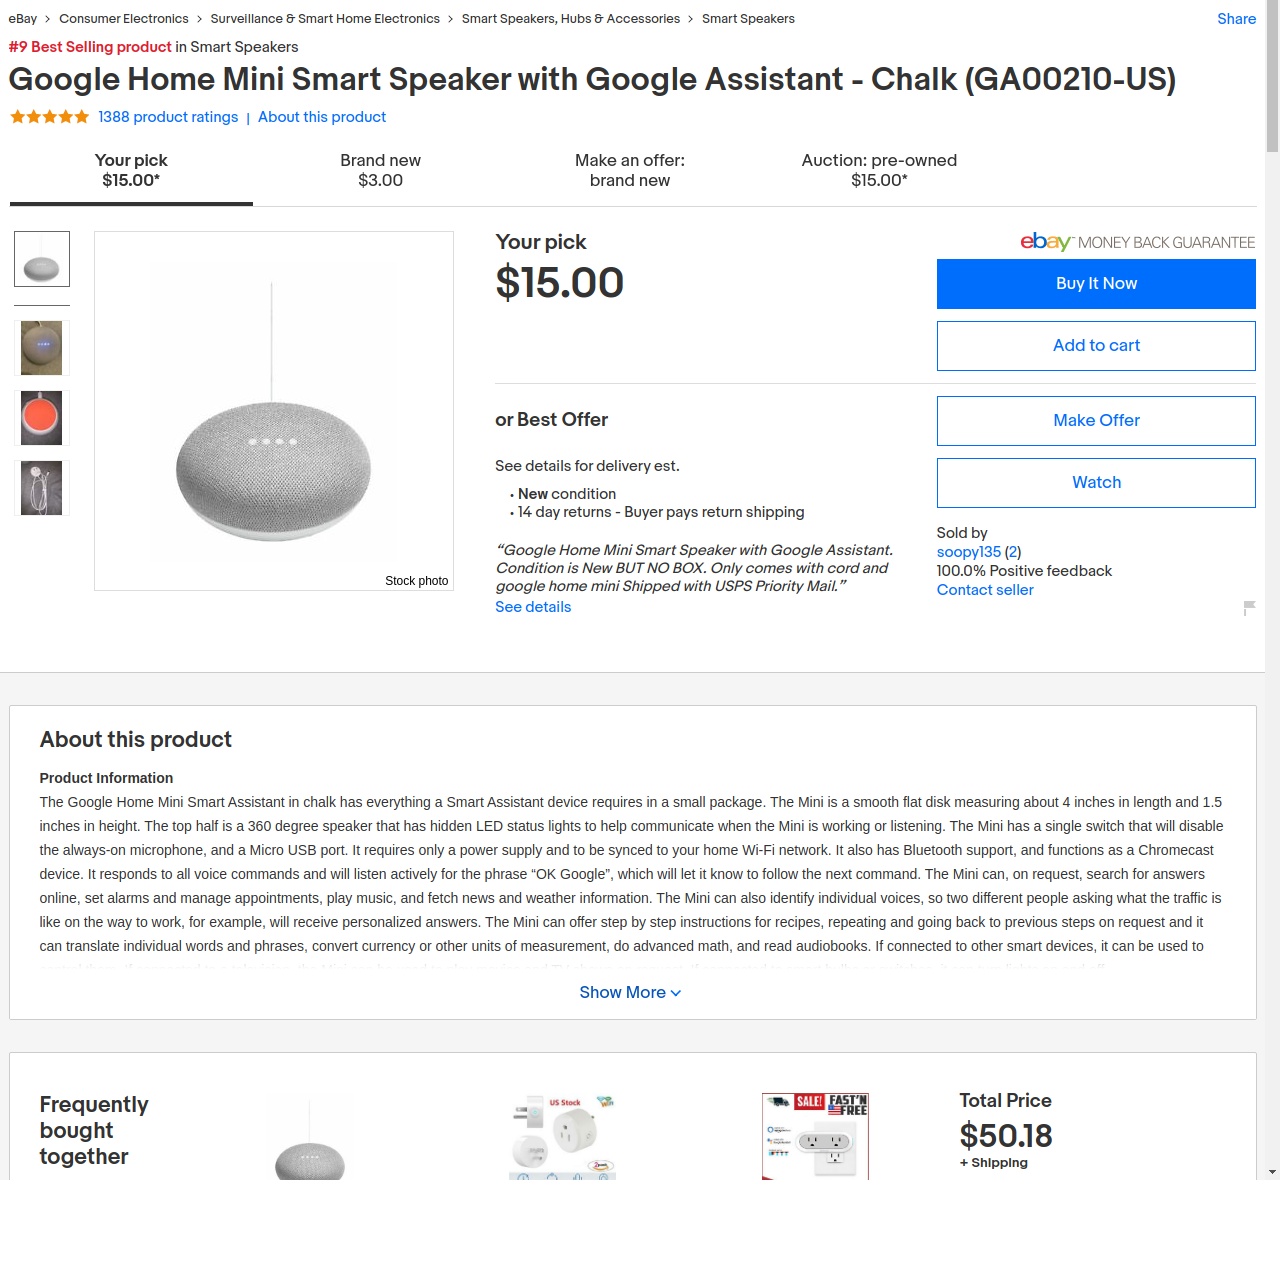 eBay > Consumer Electronics > Surveillance & Smart Home Electronics > Smart Speakers, Hubs & Accessories > Smart Speakers
Share
#9 Best Selling product in Smart Speakers
Google Home Mini Smart Speaker with Google Assistant - Chalk (GA00210-US)
1388 product ratings | About this product
Your pick
$15.00*
Brand new
$3.00
Make an offer:
brand new
Auction: pre-owned
$15.00*
Your pick
$15.00
ebay MONEY BACK GUARANTEE
Buy It Now
Add to cart
or Best Offer
Make Offer
See details for delivery est.
Watch
• New condition
• 14 day returns - Buyer pays return shipping
Sold by
soopy135 (2)
100.0% Positive feedback
Contact seller
“Google Home Mini Smart Speaker with Google Assistant.
Condition is New BUT NO BOX. Only comes with cord and
google home mini Shipped with USPS Priority Mail.”
See details
Stock photo
About this product
Product Information
The Google Home Mini Smart Assistant in chalk has everything a Smart Assistant device requires in a small package. The Mini is a smooth flat disk measuring about 4 inches in length and 1.5
inches in height. The top half is a 360 degree speaker that has hidden LED status lights to help communicate when the Mini is working or listening. The Mini has a single switch that will disable
the always-on microphone, and a Micro USB port. It requires only a power supply and to be synced to your home Wi-Fi network. It also has Bluetooth support, and functions as a Chromecast
device. It responds to all voice commands and will listen actively for the phrase “OK Google”, which will let it know to follow the next command. The Mini can, on request, search for answers
online, set alarms and manage appointments, play music, and fetch news and weather information. The Mini can also identify individual voices, so two different people asking what the traffic is
like on the way to work, for example, will receive personalized answers. The Mini can offer step by step instructions for recipes, repeating and going back to previous steps on request and it
can translate individual words and phrases, convert currency or other units of measurement, do advanced math, and read audiobooks. If connected to other smart devices, it can be used to
Show More
Frequently
bought
together
US Stock
SALE! FAST'N
FREE
Total Price
$50.18
+ Shipping